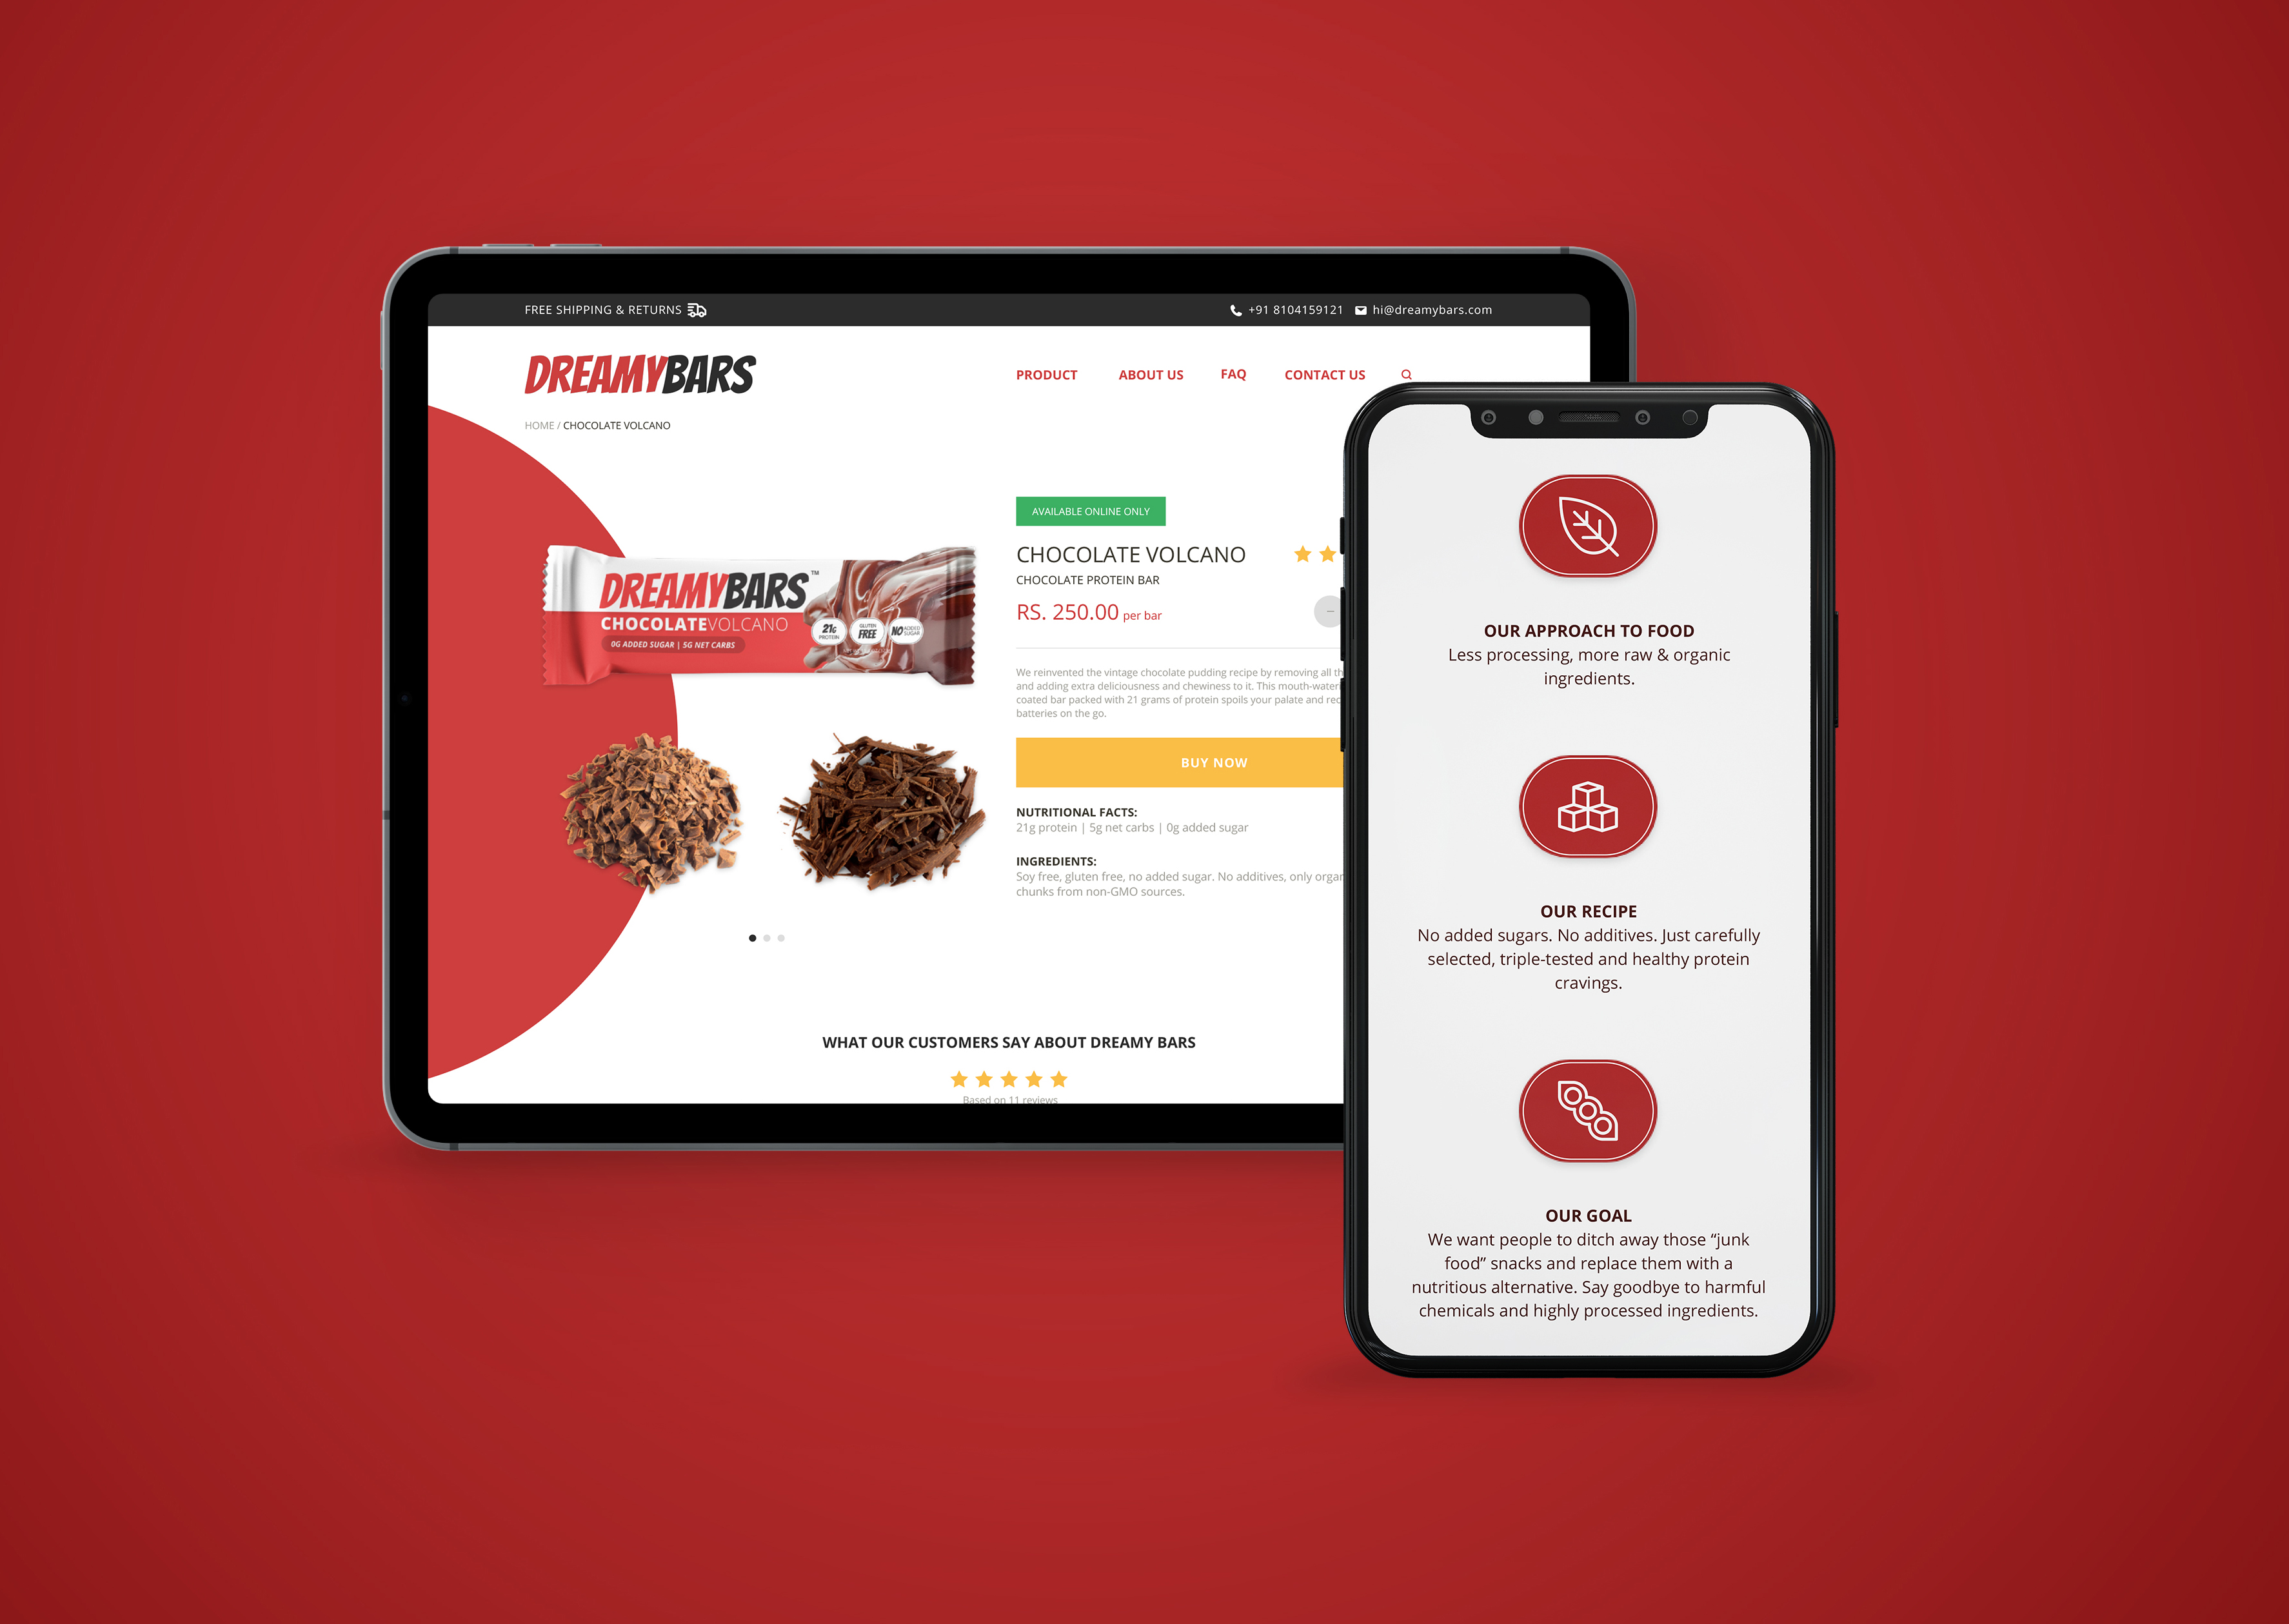 FREE SHIPPING & RETURNS
+91 8104159121
hi@dreamybars.com
DREAMYBARS
PRODUCT
ABOUT US
FAQ
CONTACT US
HOME / CHOCOLATE VOLCANO
DREAMYBARS™
CHOCOLATEVOLCANO
0G ADDED SUGAR | 5G NET CARBS
21G PROTEIN
GLUTEN FREE
NO ADDED SUGAR
AVAILABLE ONLINE ONLY
CHOCOLATE VOLCANO
CHOCOLATE PROTEIN BAR
RS. 250.00 per bar
We reinvented the vintage chocolate pudding recipe by removing all th
and adding extra deliciousness and chewiness to it. This mouth-water
coated bar packed with 21 grams of protein spoils your palate and rec
batteries on the go.
BUY NOW
NUTRITIONAL FACTS:
21g protein | 5g net carbs | 0g added sugar
INGREDIENTS:
Soy free, gluten free, no added sugar. No additives, only orga
chunks from non-GMO sources.
WHAT OUR CUSTOMERS SAY ABOUT DREAMY BARS
Based on 11 reviews
OUR APPROACH TO FOOD
Less processing, more raw & organic
ingredients.
OUR RECIPE
No added sugars. No additives. Just carefully
selected, triple-tested and healthy protein
cravings.
OUR GOAL
We want people to ditch away those “junk
food” snacks and replace them with a
nutritious alternative. Say goodbye to harmful
chemicals and highly processed ingredients.